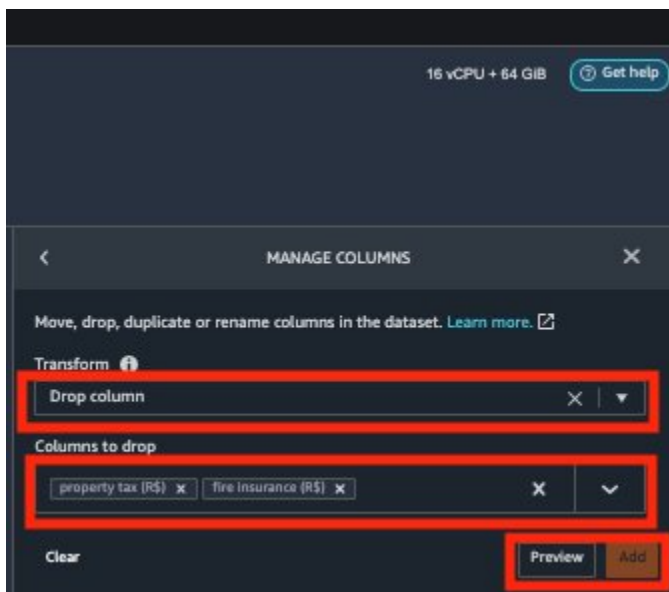 16 vCPU + 64 GiB Get help
MANAGE COLUMNS
Move, drop, duplicate or rename columns in the dataset. Learn more.
Transform
Drop column
Columns to drop
property tax (R$) x fire insurance (R$) x
Clear Preview Add